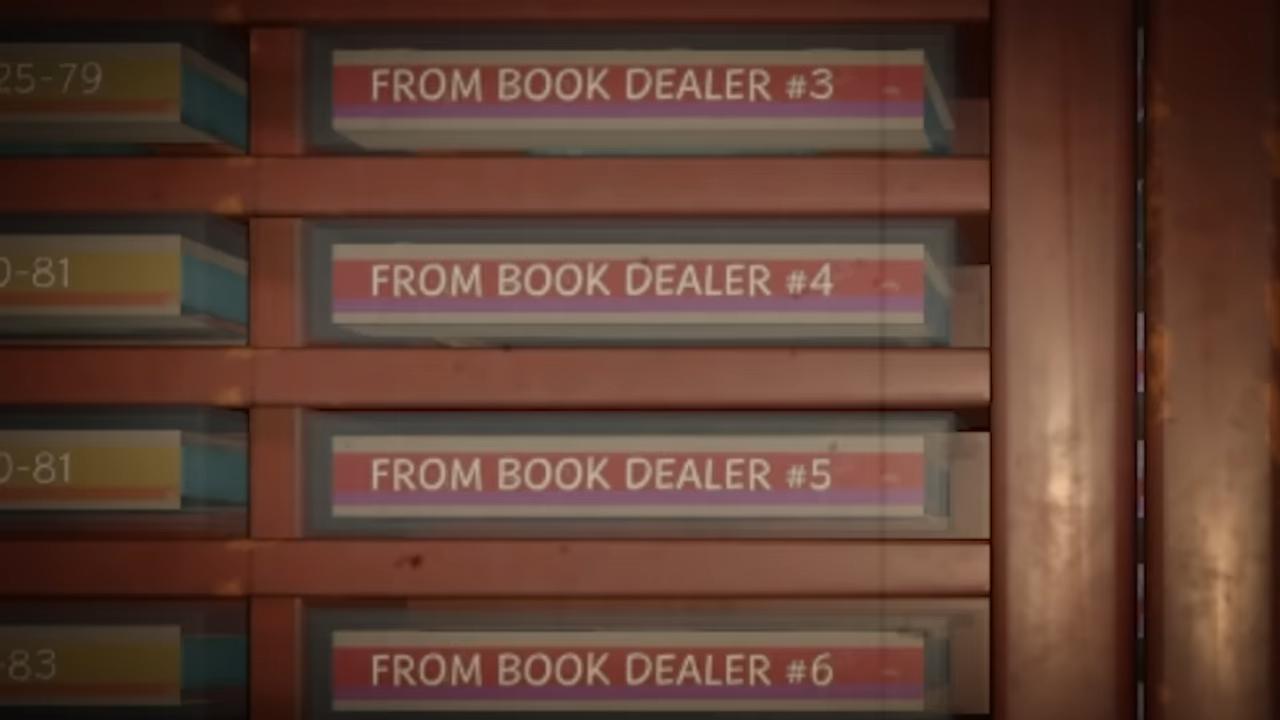 25-79
FROM BOOK DEALER #3
0-81
FROM BOOK DEALER #4
0-81
FROM BOOK DEALER #5
-83
FROM BOOK DEALER #6